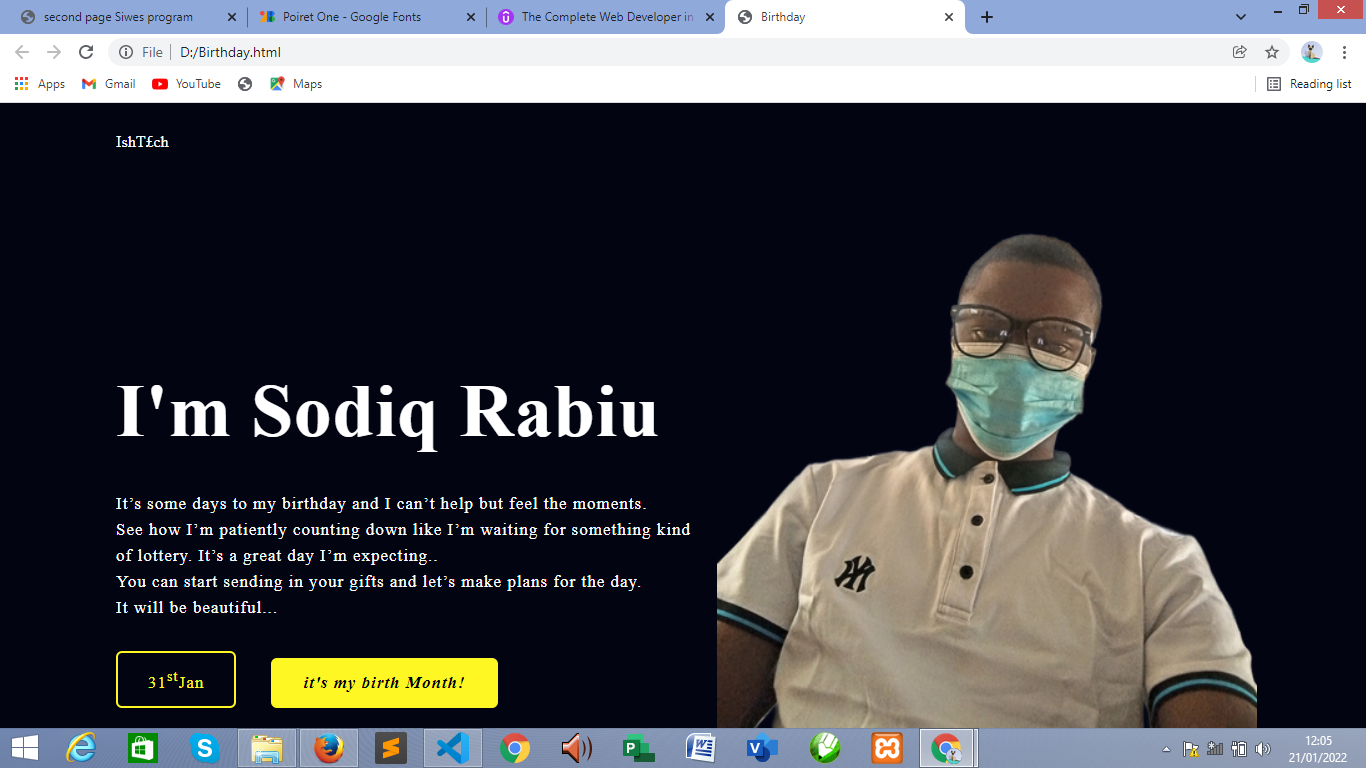 second page Siwes program
Poiret One - Google Fonts
The Complete Web Developer in
Birthday
File
D:/Birthday.html
Apps
Gmail
YouTube
Maps
Reading list
IshT£ch
I'm Sodiq Rabiu
It’s some days to my birthday and I can’t help but feel the moments.
See how I’m patiently counting down like I’m waiting for something kind
of lottery. It’s a great day I’m expecting..
You can start sending in your gifts and let’s make plans for the day.
It will be beautiful...
31stJan
it's my birth Month!
12:05
21/01/2022